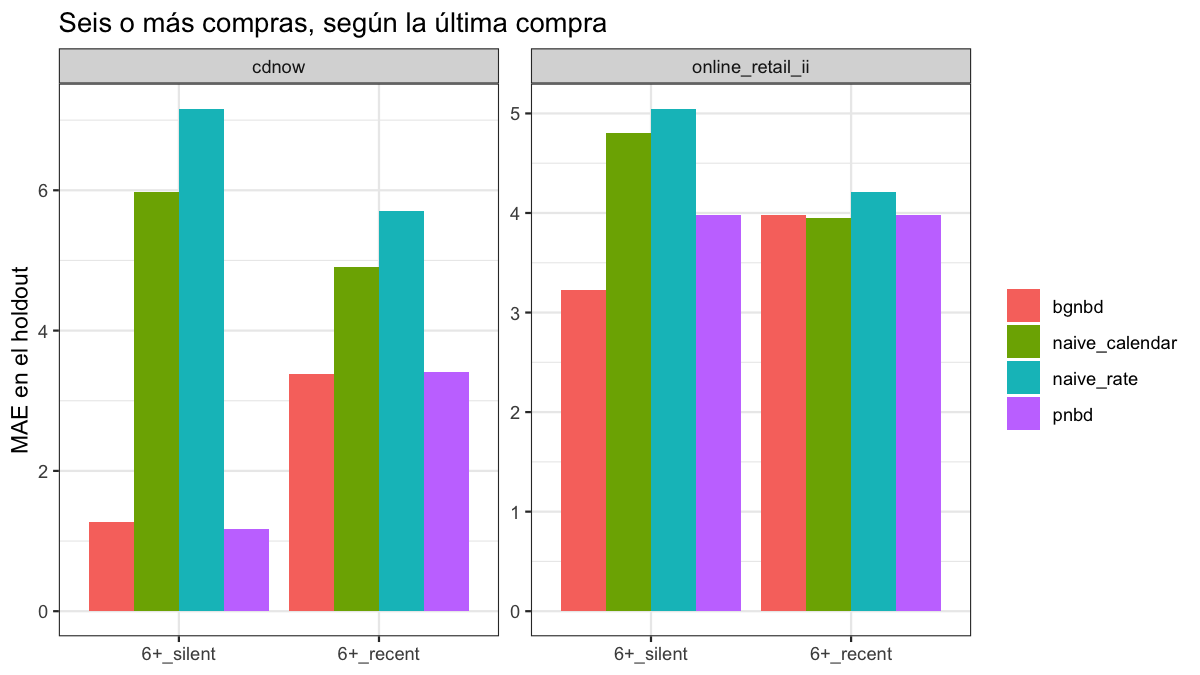 Seis o más compras, según la última compra
cdnow
online_retail_ii
MAE en el holdout
6
4
2
0
5
4
3
2
1
0
6+_silent
6+_recent
6+_silent
6+_recent
bgnbd
naive_calendar
naive_rate
pnbd